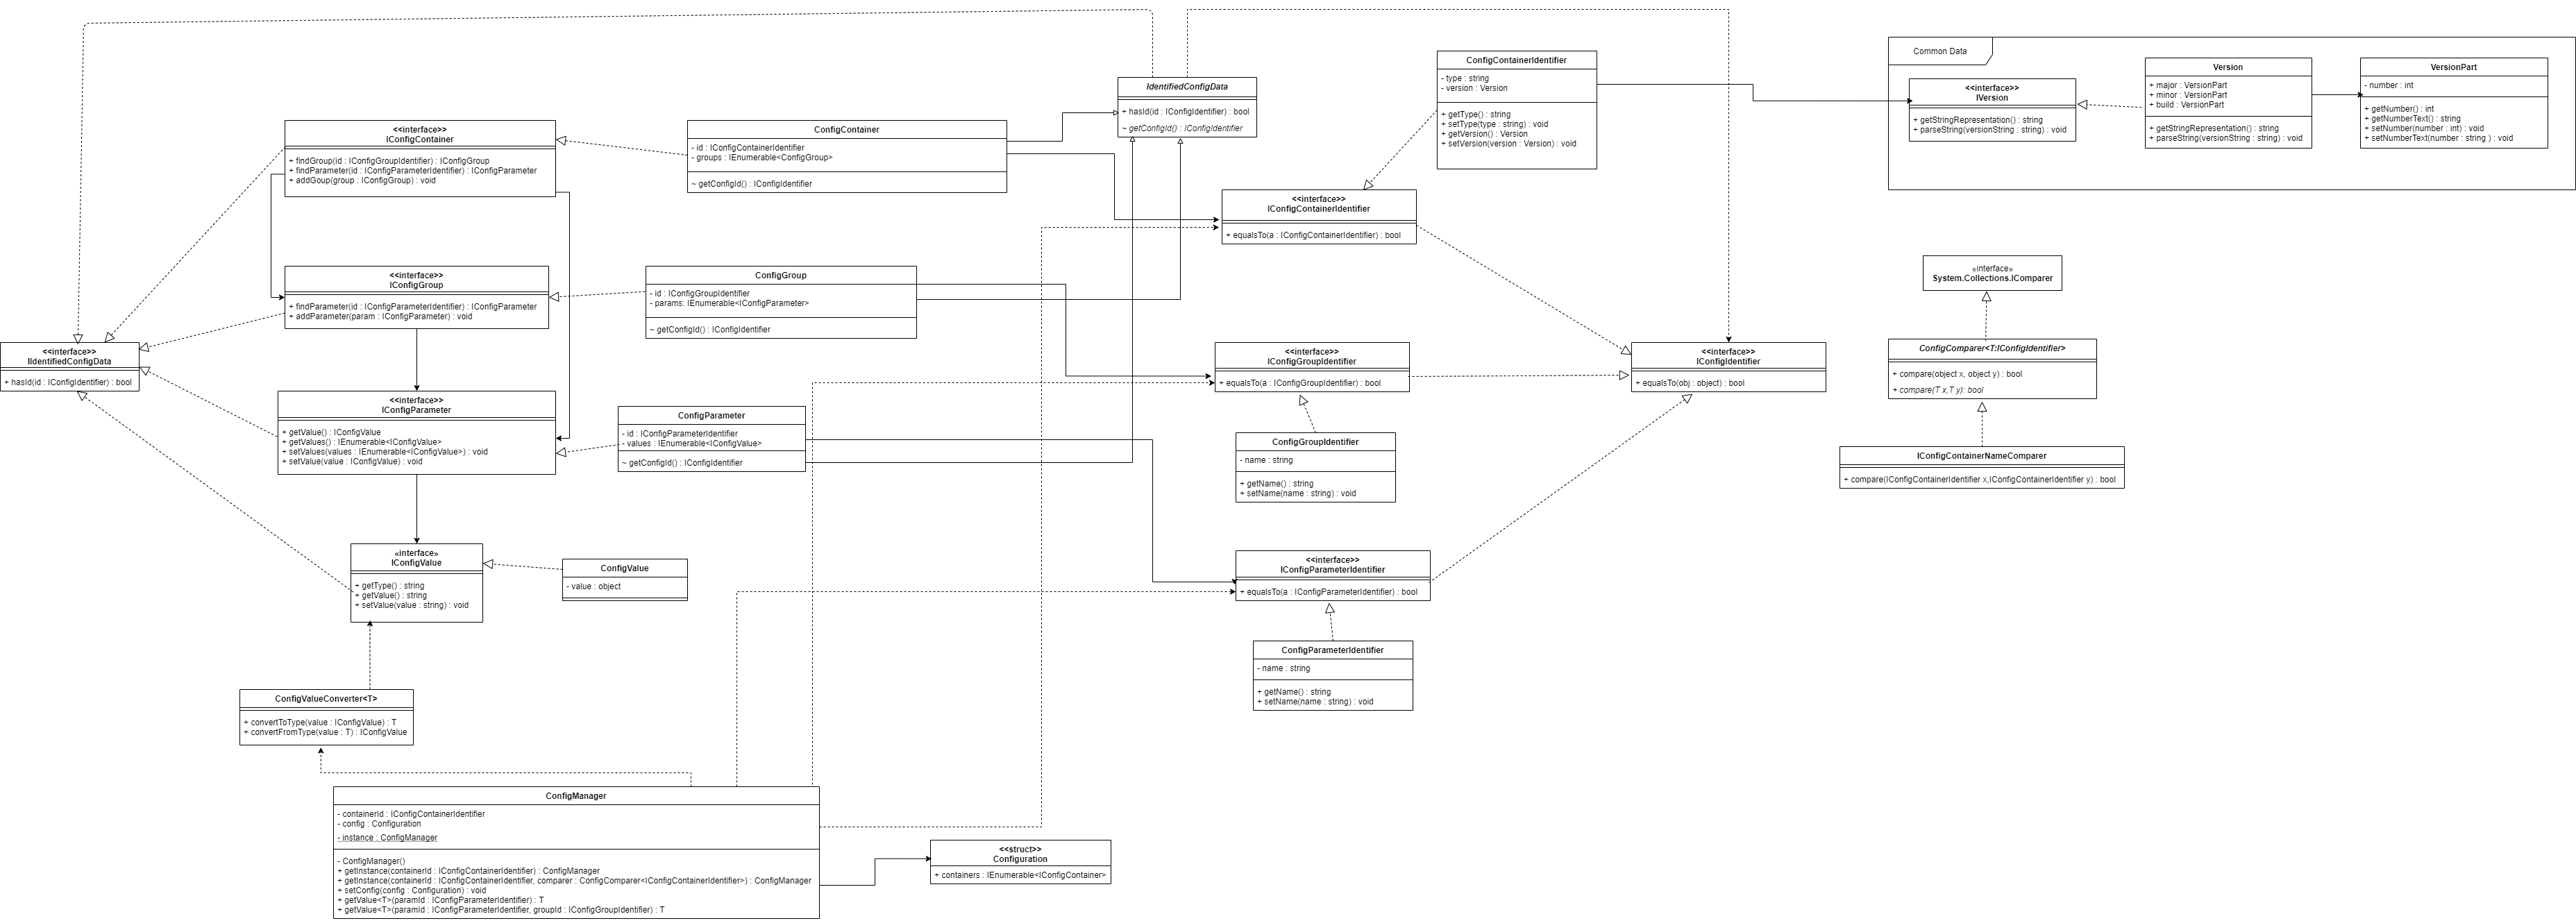 IdentifiedConfigData
+ hasId(id : IConfigIdentifier) : bool
~ getConfigId() : IConfigIdentifier
ConfigContainerIdentifier
- type : string
- version : Version
+ getType() : string
+ setType(type : string) : void
+ getVersion() : Version
+ setVersion(version : Version) : void
Common Data
<<interface>>
IVersion
+ getStringRepresentation() : string
+ parseString(versionString : string) : void
Version
+ major : VersionPart
+ minor : VersionPart
+ build : VersionPart
+ getStringRepresentation() : string
+ parseString(versionString : string) : void
VersionPart
- number : int
+ getNumber() : int
+ getNumberText() : string
+ setNumber(number : int) : void
+ setNumberText(number : string ) : void
<<interface>>
IConfigContainer
+ findGroup(id : IConfigGroupIdentifier) : IConfigGroup
+ findParameter(id : IConfigParameterIdentifier) : IConfigParameter
+ addGoup(group : IConfigGroup) : void
ConfigContainer
- id : IConfigContainerIdentifier
- groups : IEnumerable<ConfigGroup>
~ getConfigId() : IConfigIdentifier
<<interface>>
IConfigContainerIdentifier
+ equalsTo(a : IConfigContainerIdentifier) : bool
<<interface>>
IConfigGroup
+ findParameter(id : IConfigParameterIdentifier) : IConfigParameter
+ addParameter(param : IConfigParameter) : void
ConfigGroup
- id : IConfigGroupIdentifier
- params: IEnumerable<IConfigParameter>
~ getConfigId() : IConfigIdentifier
«interface»
System.Collections.IComparer
<<interface>>
IIdentifiedConfigData
+ hasId(id : IConfigIdentifier) : bool
<<interface>>
IConfigGroupIdentifier
+ equalsTo(a : IConfigGroupIdentifier) : bool
<<interface>>
IConfigIdentifier
+ equalsTo(obj : object) : bool
ConfigComparer<T:IConfigIdentifier>
+ compare(object x, object y) : bool
+ compare(T x,T y): bool
<<interface>>
IConfigParameter
+ getValue() : IConfigValue
+ getValues() : IEnumerable<IConfigValue>
+ setValues(values : IEnumerable<IConfigValue>) : void
+ setValue(value : IConfigValue) : void
ConfigParameter
- id : IConfigParameterIdentifier
- values : IEnumerable<IConfigValue>
~ getConfigId() : IConfigIdentifier
ConfigGroupIdentifier
- name : string
+ getName() : string
+ setName(name : string) : void
IConfigContainerNameComparer
+ compare(IConfigContainerIdentifier x,IConfigContainerIdentifier y) : bool
«interface»
IConfigValue
+ getType() : string
+ getValue() : string
+ setValue(value : string) : void
ConfigValue
- value : object
<<interface>>
IConfigParameterIdentifier
+ equalsTo(a : IConfigParameterIdentifier) : bool
ConfigParameterIdentifier
- name : string
+ getName() : string
+ setName(name : string) : void
ConfigValueConverter<T>
+ convertToType(value : IConfigValue) : T
+ convertFromType(value : T) : IConfigValue
ConfigManager
- containerId : IConfigContainerIdentifier
- config : Configuration
- instance : ConfigManager
- ConfigManager()
+ getInstance(containerId : IConfigContainerIdentifier) : ConfigManager
+ getInstance(containerId : IConfigContainerIdentifier, comparer : ConfigComparer<IConfigContainerIdentifier>) : ConfigManager
+ setConfig(config : Configuration) : void
+ getValue<T>(paramId : IConfigParameterIdentifier) : T
+ getValue<T>(paramId : IConfigParameterIdentifier, groupId : IConfigGroupIdentifier) : T
<<struct>>
Configuration
+ containers : IEnumerable<IConfigContainer>